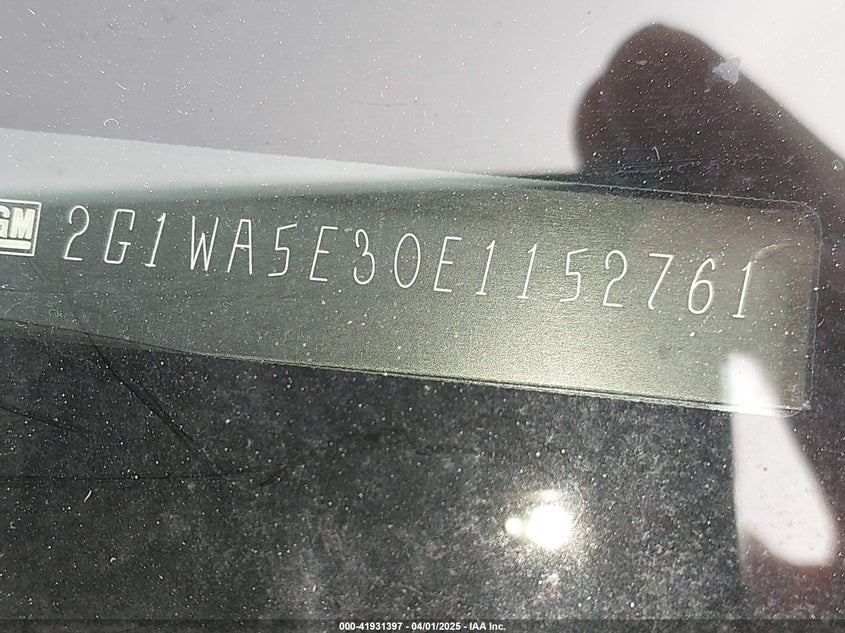 GM 2G1WA5E30E1152761
000-41931397 - 04/01/2025 - IAA Inc.